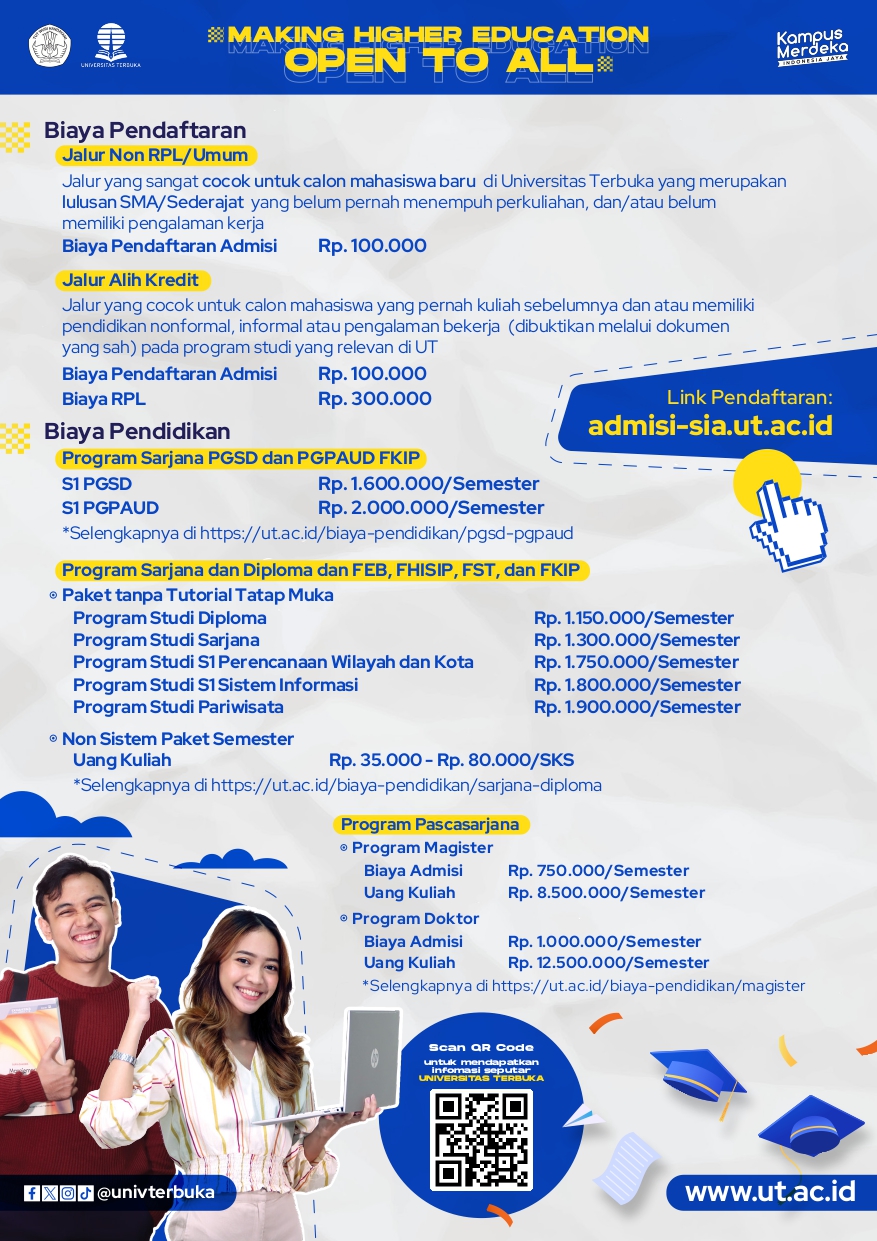 UNIVERSITAS TERBUKA
MAKING HIGHER EDUCATION
OPEN TO ALL
Kampus
Merdeka
INDONESIA JAYA
Biaya Pendaftaran
Jalur Non RPL/Umum
Jalur yang sangat cocok untuk calon mahasiswa baru di Universitas Terbuka yang merupakan
lulusan SMA/Sederajat yang belum pernah menempuh perkuliahan, dan/atau belum
memiliki pengalaman kerja
Biaya Pendaftaran Admisi Rp. 100.000
Jalur Alih Kredit
Jalur yang cocok untuk calon mahasiswa yang pernah kuliah sebelumnya dan atau memiliki
pendidikan nonformal, informal atau pengalaman bekerja (dibuktikan melalui dokumen
yang sah) pada program studi yang relevan di UT
Biaya Pendaftaran Admisi Rp. 100.000
Biaya RPL Rp. 300.000
Link Pendaftaran:
admisi-sia.ut.ac.id
Biaya Pendidikan
Program Sarjana PGSD dan PGPAUD FKIP
S1 PGSD Rp. 1.600.000/Semester
S1 PGPAUD Rp. 2.000.000/Semester
*Selengkapnya di https://ut.ac.id/biaya-pendidikan/pgsd-pgpaud
Program Sarjana dan Diploma dan FEB, FHISIP, FST, dan FKIP
Paket tanpa Tutorial Tatap Muka
Program Studi Diploma Rp. 1.150.000/Semester
Program Studi Sarjana Rp. 1.300.000/Semester
Program Studi S1 Perencanaan Wilayah dan Kota Rp. 1.750.000/Semester
Program Studi S1 Sistem Informasi Rp. 1.800.000/Semester
Program Studi Pariwisata Rp. 1.900.000/Semester
Non Sistem Paket Semester
Uang Kuliah Rp. 35.000 - Rp. 80.000/SKS
*Selengkapnya di https://ut.ac.id/biaya-pendidikan/sarjana-diploma
Program Pascasarjana
Program Magister
Biaya Admisi Rp. 750.000/Semester
Uang Kuliah Rp. 8.500.000/Semester
Program Doktor
Biaya Admisi Rp. 1.000.000/Semester
Uang Kuliah Rp. 12.500.000/Semester
*Selengkapnya di https://ut.ac.id/biaya-pendidikan/magister
Scan QR Code
untuk mendapatkan
infomasi seputar
UNIVERSITAS TERBUKA
@univterbuka
www.ut.ac.id